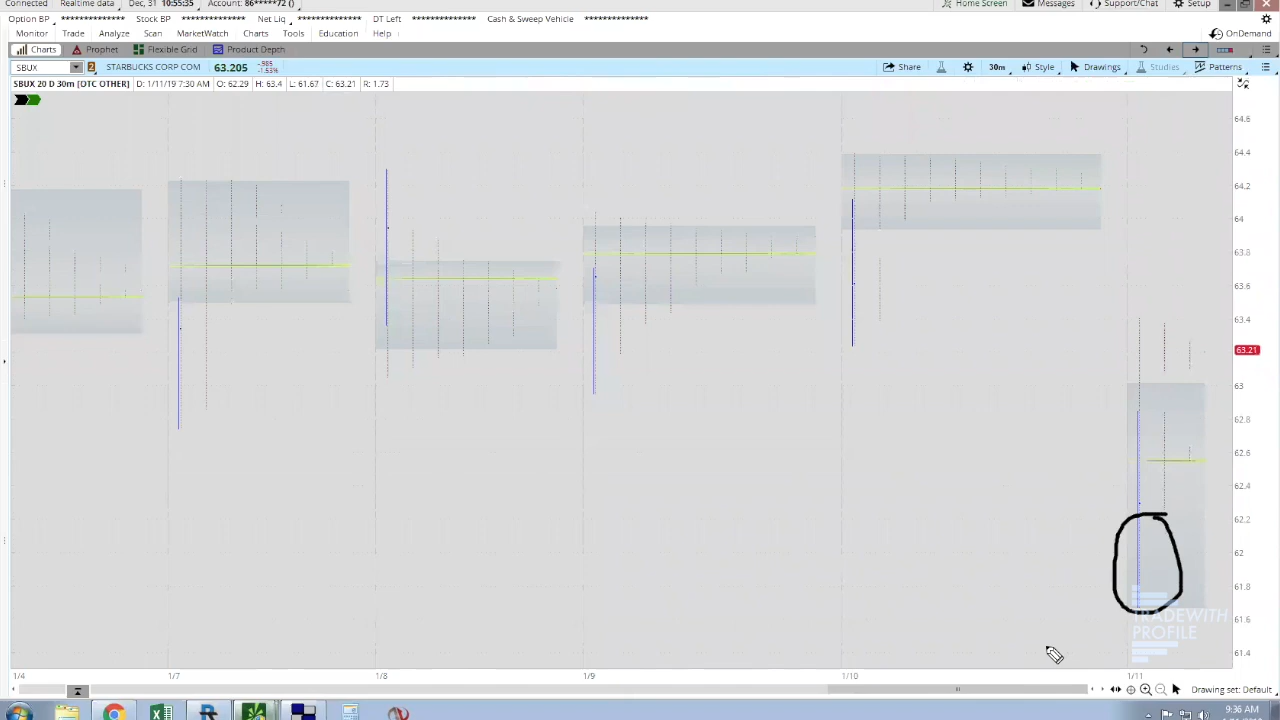 Connected Realtime data Dec, 31 10:55:35 Account: 86*****72 () Home Screen Messages Support/Chat Setup
Option BP ************** Stock BP ************** Net Liq ************** DT Left ************** Cash & Sweep Vehicle **************
Monitor Trade Analyze Scan MarketWatch Charts Tools Education Help OnDemand
Charts Prophet Flexible Grid Product Depth
SBUX 2 STARBUCKS CORP COM 63.205 -.985 -1.53% Share 30m Style Drawings Studies Patterns
SBUX 20 D 30m [OTC OTHER] D: 1/11/19 7:30 AM O: 62.29 H: 63.4 L: 61.67 C: 63.21 R: 1.73
64.6
64.4
64.2
64
63.8
63.6
63.4
63.21
63
62.8
62.6
62.4
62.2
62
61.8
61.6
61.4
TRADEWITH
PROFILE
1/4 1/7 1/8 1/9 1/10 1/11
Drawing set: Default
9:36 AM